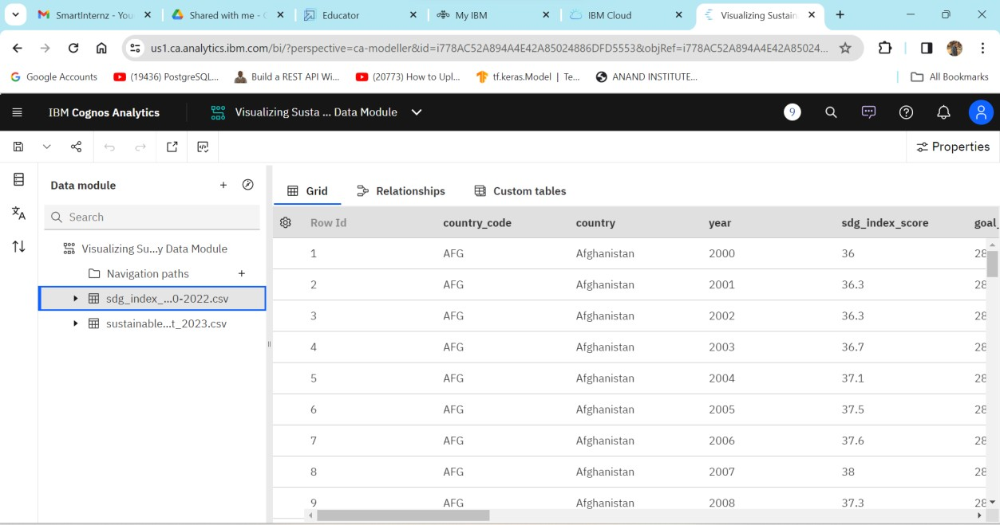 SmartInternz - You
Shared with me -
Educator
My IBM
IBM Cloud
Visualizing Sustain
us1.ca.analytics.ibm.com/bi/?perspective=ca-modeller&id=i778AC52A894A4E42A85024886DFD5553&objRef=i778AC52A894A4E42A85024...
Google Accounts
(19436) PostgreSQL...
Build a REST API Wi...
(20773) How to Upl...
tf.keras.Model | Te...
ANAND INSTITUTE...
All Bookmarks
IBM Cognos Analytics
Visualizing Susta ... Data Module
9
Properties
Data module
Search
Visualizing Su...y Data Module
Navigation paths
sdg_index_...0-2022.csv
sustainable...t_2023.csv
Grid Relationships Custom tables
Row Id country_code country year sdg_index_score goal_
1 AFG Afghanistan 2000 36 28
2 AFG Afghanistan 2001 36.3 28
3 AFG Afghanistan 2002 36.3 28
4 AFG Afghanistan 2003 36.7 28
5 AFG Afghanistan 2004 37.1 28
6 AFG Afghanistan 2005 37.5 28
7 AFG Afghanistan 2006 37.6 28
8 AFG Afghanistan 2007 38 28
9 AFG Afghanistan 2008 37.3 28